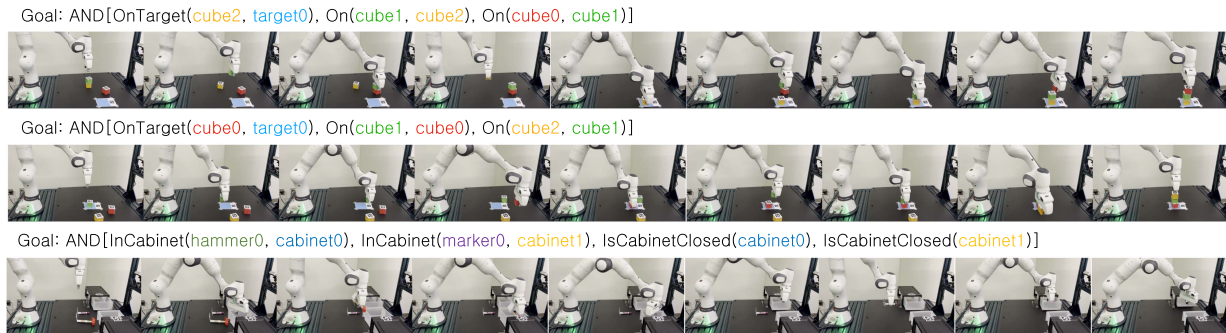 Goal: AND[OnTarget(cube2, target0), On(cube1, cube2), On(cube0, cube1)]
Goal: AND[OnTarget(cube0, target0), On(cube1, cube0), On(cube2, cube1)]
Goal: AND[InCabinet(hammer0, cabinet0), InCabinet(marker0, cabinet1), IsCabinetClosed(cabinet0), IsCabinetClosed(cabinet1)]